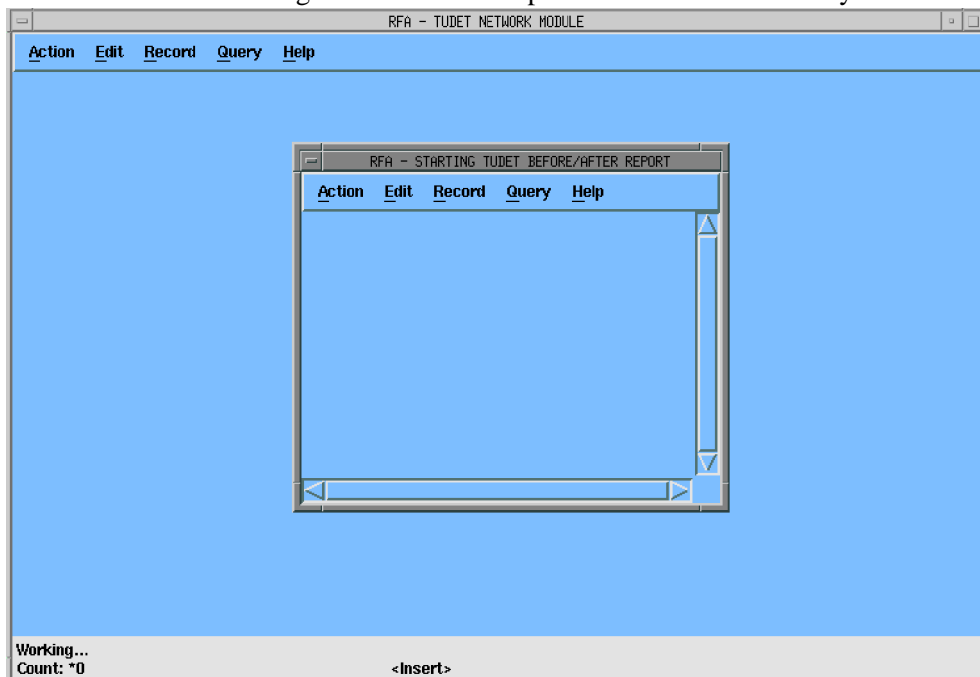 RFA - TUDET NETWORK MODULE
Action Edit Record Query Help
RFA - STARTING TUDET BEFORE/AFTER REPORT
Action Edit Record Query Help
Working...
Count: *0 <Insert>